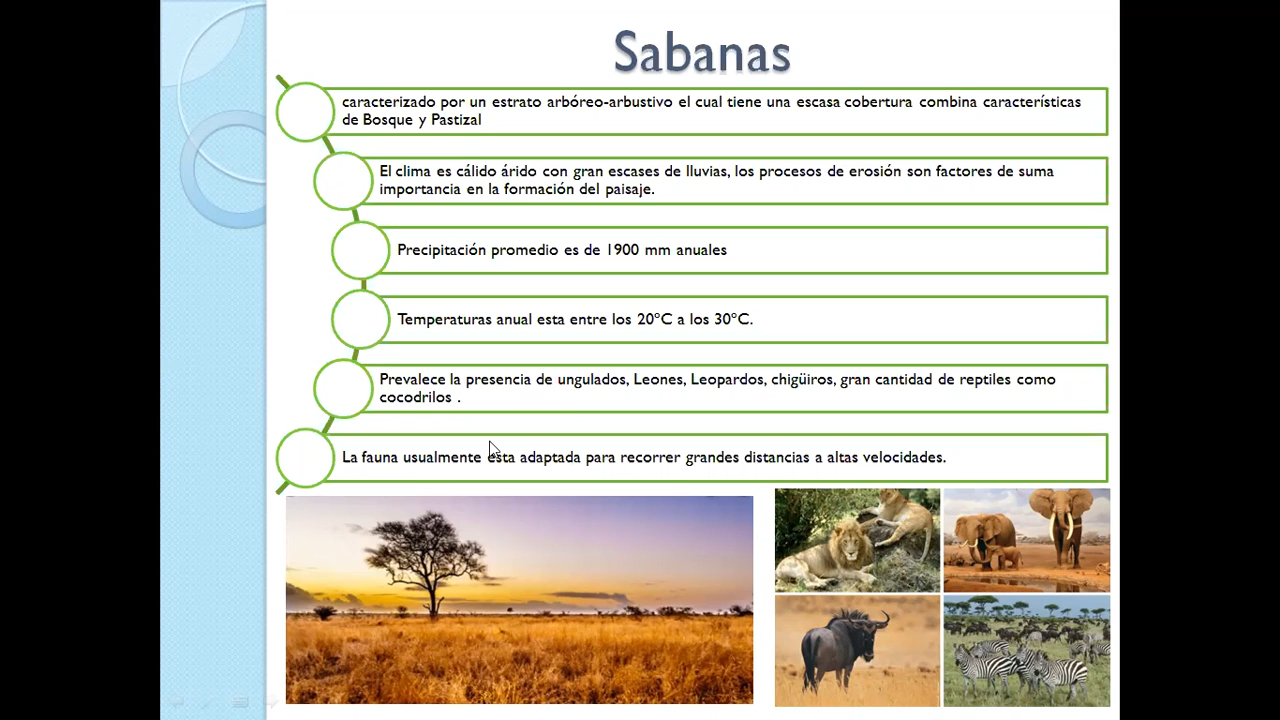 Sabanas
caracterizado por un estrato arbóreo-arbustivo el cual tiene una escasa cobertura combina características
de Bosque y Pastizal
El clima es cálido árido con gran escases de lluvias, los procesos de erosión son factores de suma
importancia en la formación del paisaje.
Precipitación promedio es de 1900 mm anuales
Temperaturas anual esta entre los 20°C a los 30°C.
Prevalece la presencia de ungulados, Leones, Leopardos, chigüiros, gran cantidad de reptiles como
cocodrilos .
La fauna usualmente esta adaptada para recorrer grandes distancias a altas velocidades.